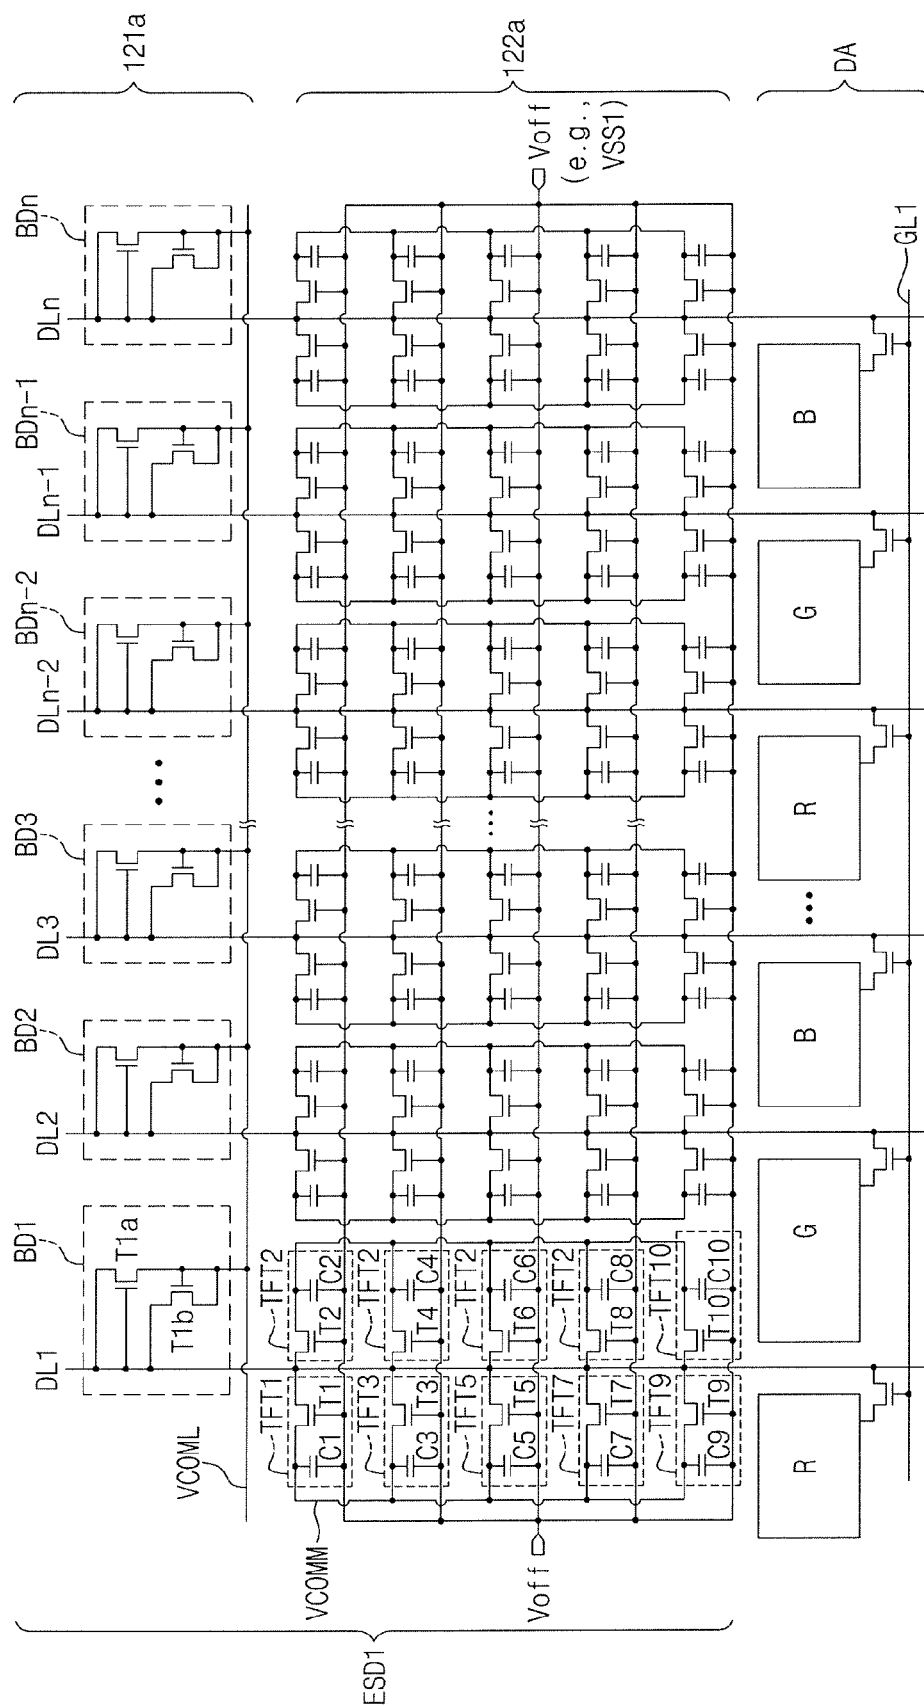 ESD1
121a
122a
DA
BD1
BD2
BD3
BDn-2
BDn-1
BDn
DL1
DL2
DL3
DLn-2
DLn-1
DLn
T1a
T1b
VCOML
VCOMM
TFT1
TFT2
C1
T1
T2
C2
TFT3
TFT2
C3
T3
T4
C4
TFT5
TFT2
C5
T5
T6
C6
TFT7
TFT2
C7
T7
T8
C8
TFT9
TFT10
C9
T9
T10
C10
Voff
Voff
(e.g.,
VSS1)
R
G
B
R
G
B
GL1